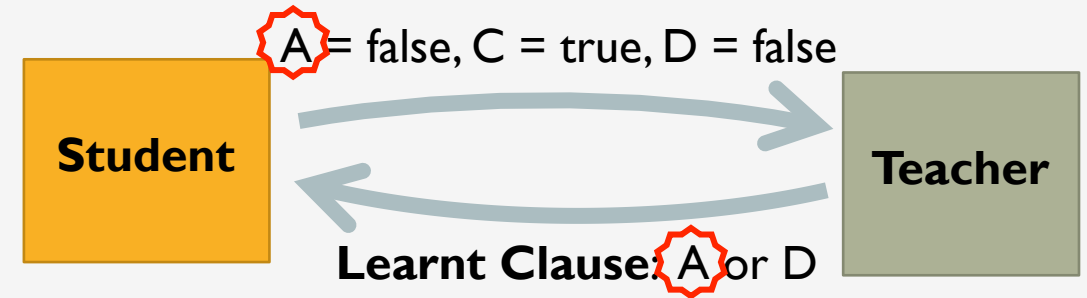 A = false, C = true, D = false
Student
Teacher
Learnt Clause: A or D